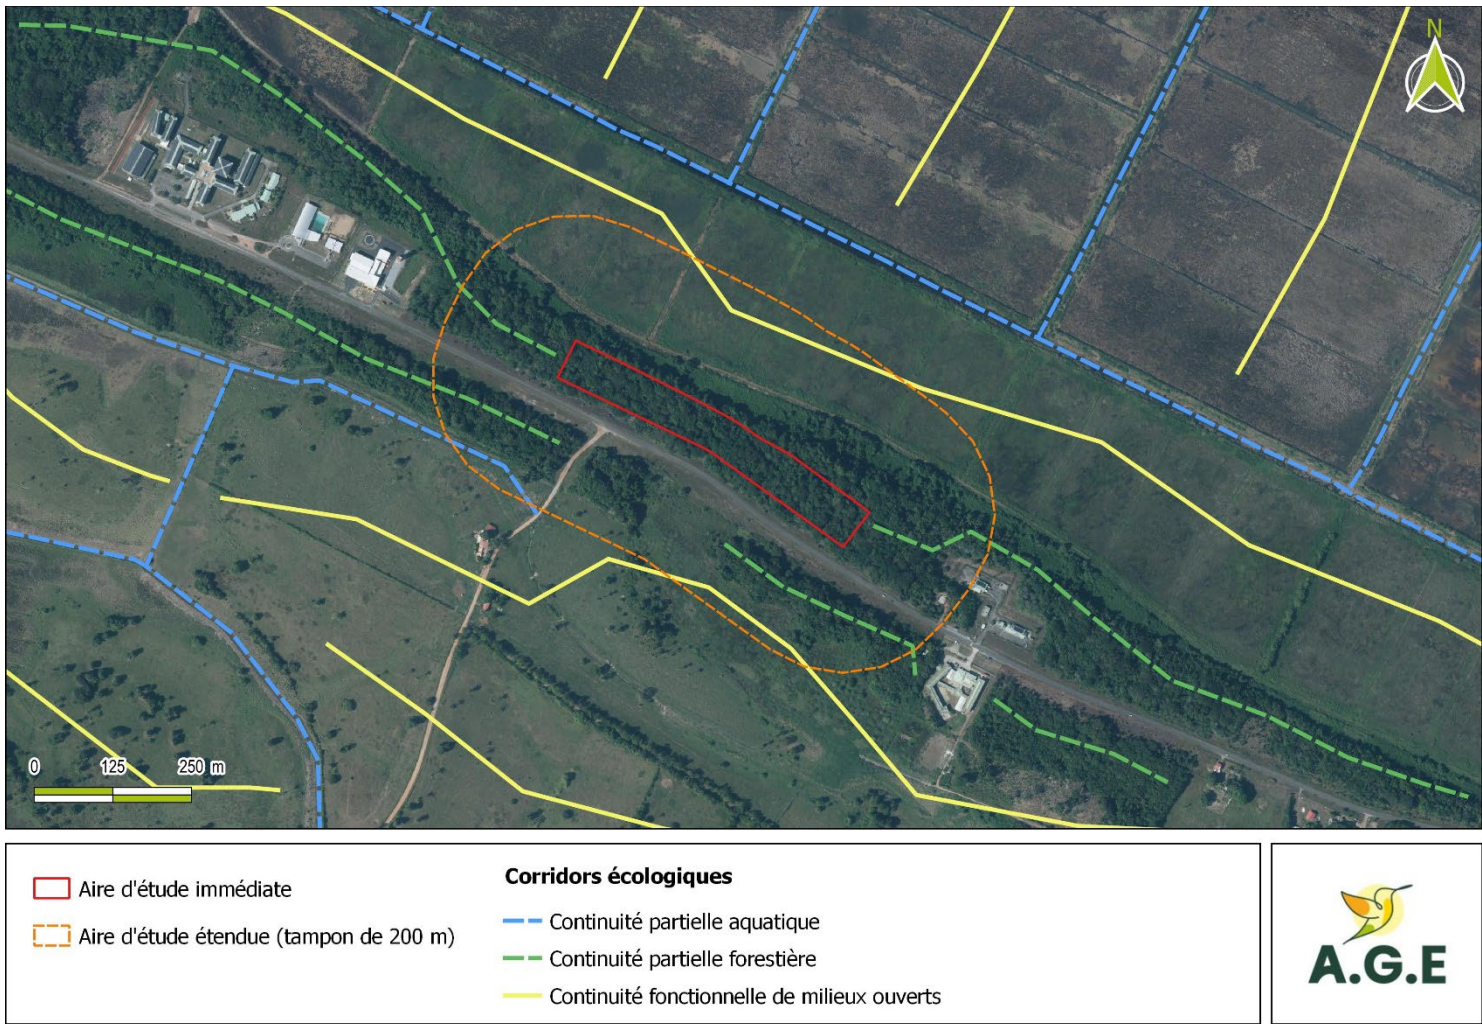 N
0 125 250 m
Aire d'étude immédiate
Aire d'étude étendue (tampon de 200 m)
Corridors écologiques
Continuité partielle aquatique
Continuité partielle forestière
Continuité fonctionnelle de milieux ouverts
A.G.E